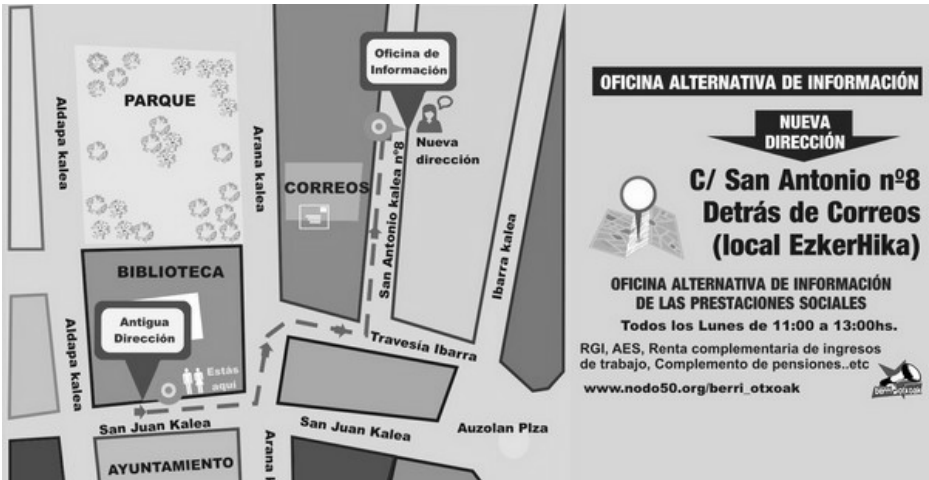 Oficina de
Información
PARQUE
Aldapa kalea
Arana kalea
CORREOS
San Antonio kalea nº8
Nueva
dirección
Ibarra kalea
BIBLIOTECA
Antigua
Dirección
Aldapa kalea
Estás
aquí
Travesía Ibarra
San Juan Kalea
San Juan Kalea
Auzolan Plza
AYUNTAMIENTO
Arana k
OFICINA ALTERNATIVA DE INFORMACIÓN
NUEVA
DIRECCIÓN
C/ San Antonio nº8
Detrás de Correos
(local EzkerHika)
OFICINA ALTERNATIVA DE INFORMACIÓN
DE LAS PRESTACIONES SOCIALES
Todos los Lunes de 11:00 a 13:00hs.
RGI, AES, Renta complementaria de ingresos
de trabajo, Complemento de pensiones..etc
www.nodo50.org/berri_otxoak
berri-otxoak